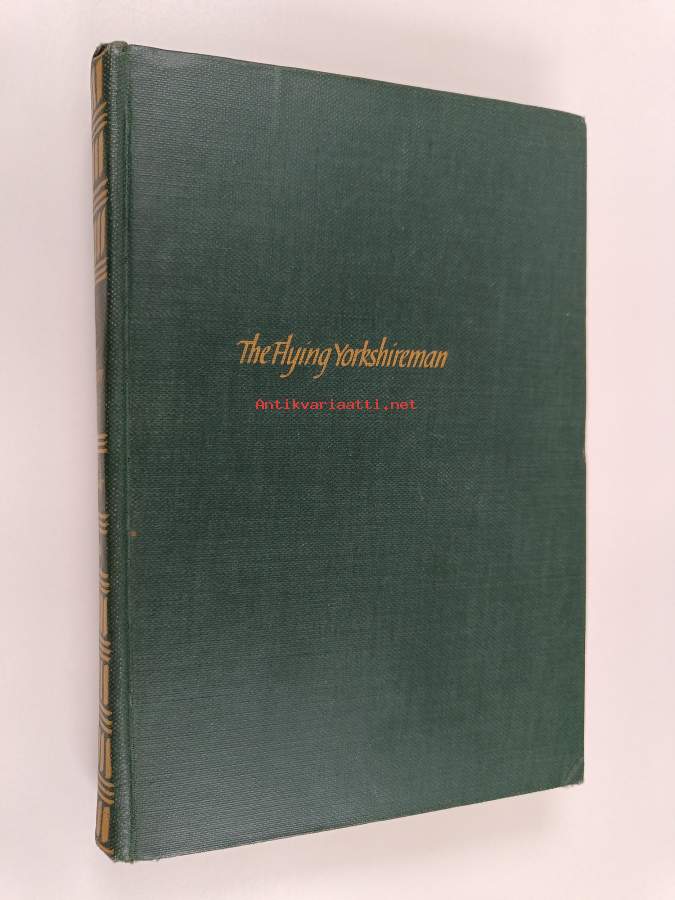 The Flying Yorkshireman
Antikvariaatti.net